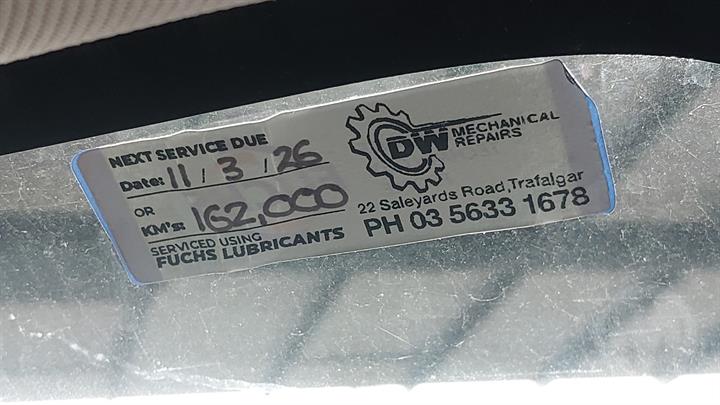 NEXT SERVICE DUE
Date: 11 / 3 / 26
OR
KM's: 162,000
SERVICED USING
FUCHS LUBRICANTS
DW MECHANICAL
REPAIRS
22 Saleyards Road, Trafalgar
PH 03 5633 1678